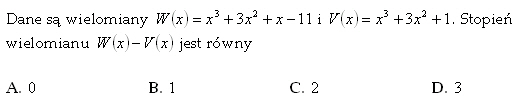 Dane są wielomiany W(x) = x³ + 3x² + x − 11 i V(x) = x³ + 3x² + 1. Stopień
wielomianu W(x) − V(x) jest równy
A. 0 B. 1 C. 2 D. 3